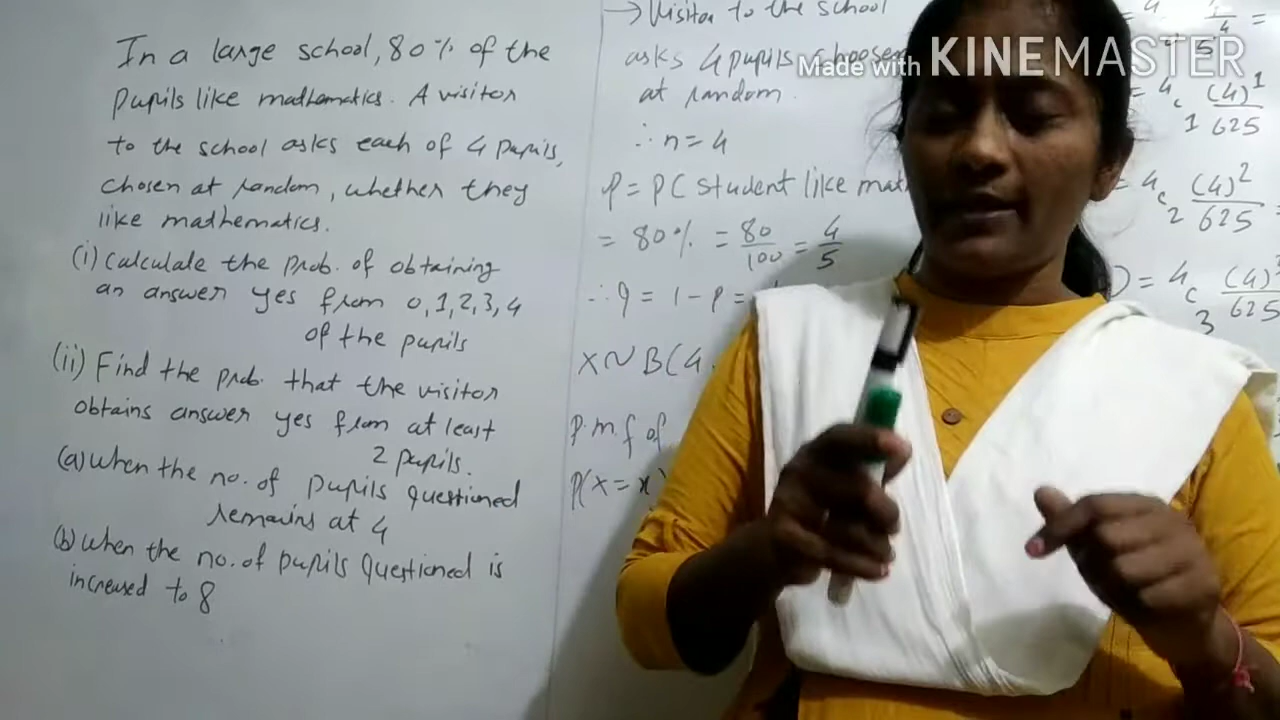 In a large school, 80% of the
pupils like mathematics. A visitor
to the school asks each of 4 pupils,
chosen at random, whether they
like mathematics.
(i) Calculate the prob. of obtaining
an answer yes from 0,1,2,3,4
of the pupils
(ii) Find the prob. that the visitor
obtains answer yes from at least
2 pupils.
(a) When the no. of pupils questioned
remains at 4
(b) When the no. of pupils questioned is
increased to 8
→ Visitor to the school
asks 4 pupils
at random.
∴ n = 4
p = P( student like
= 80% = 80/100 = 4/5
∴ q = 1 - p =
X ~ B(4
p.m.f of
P(X = x)
Made with KINEMASTER
= 4c1 (4)^1/625
= 4c2 (4)^2/625
) = 4c3 (4)/625